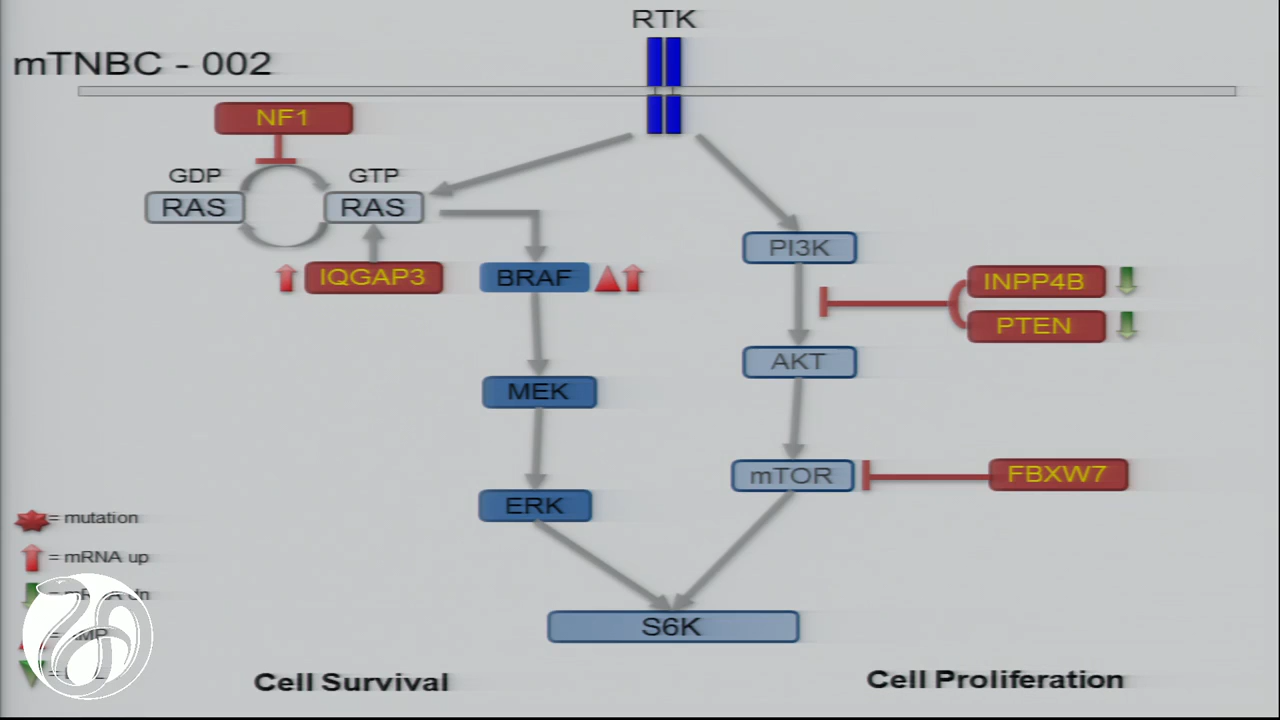 RTK
mTNBC - 002
NF1
GDP
GTP
RAS
RAS
PI3K
IQGAP3
BRAF
INPP4B
PTEN
AKT
MEK
mTOR
FBXW7
ERK
= mutation
= mRNA up
S6K
Cell Survival
Cell Proliferation